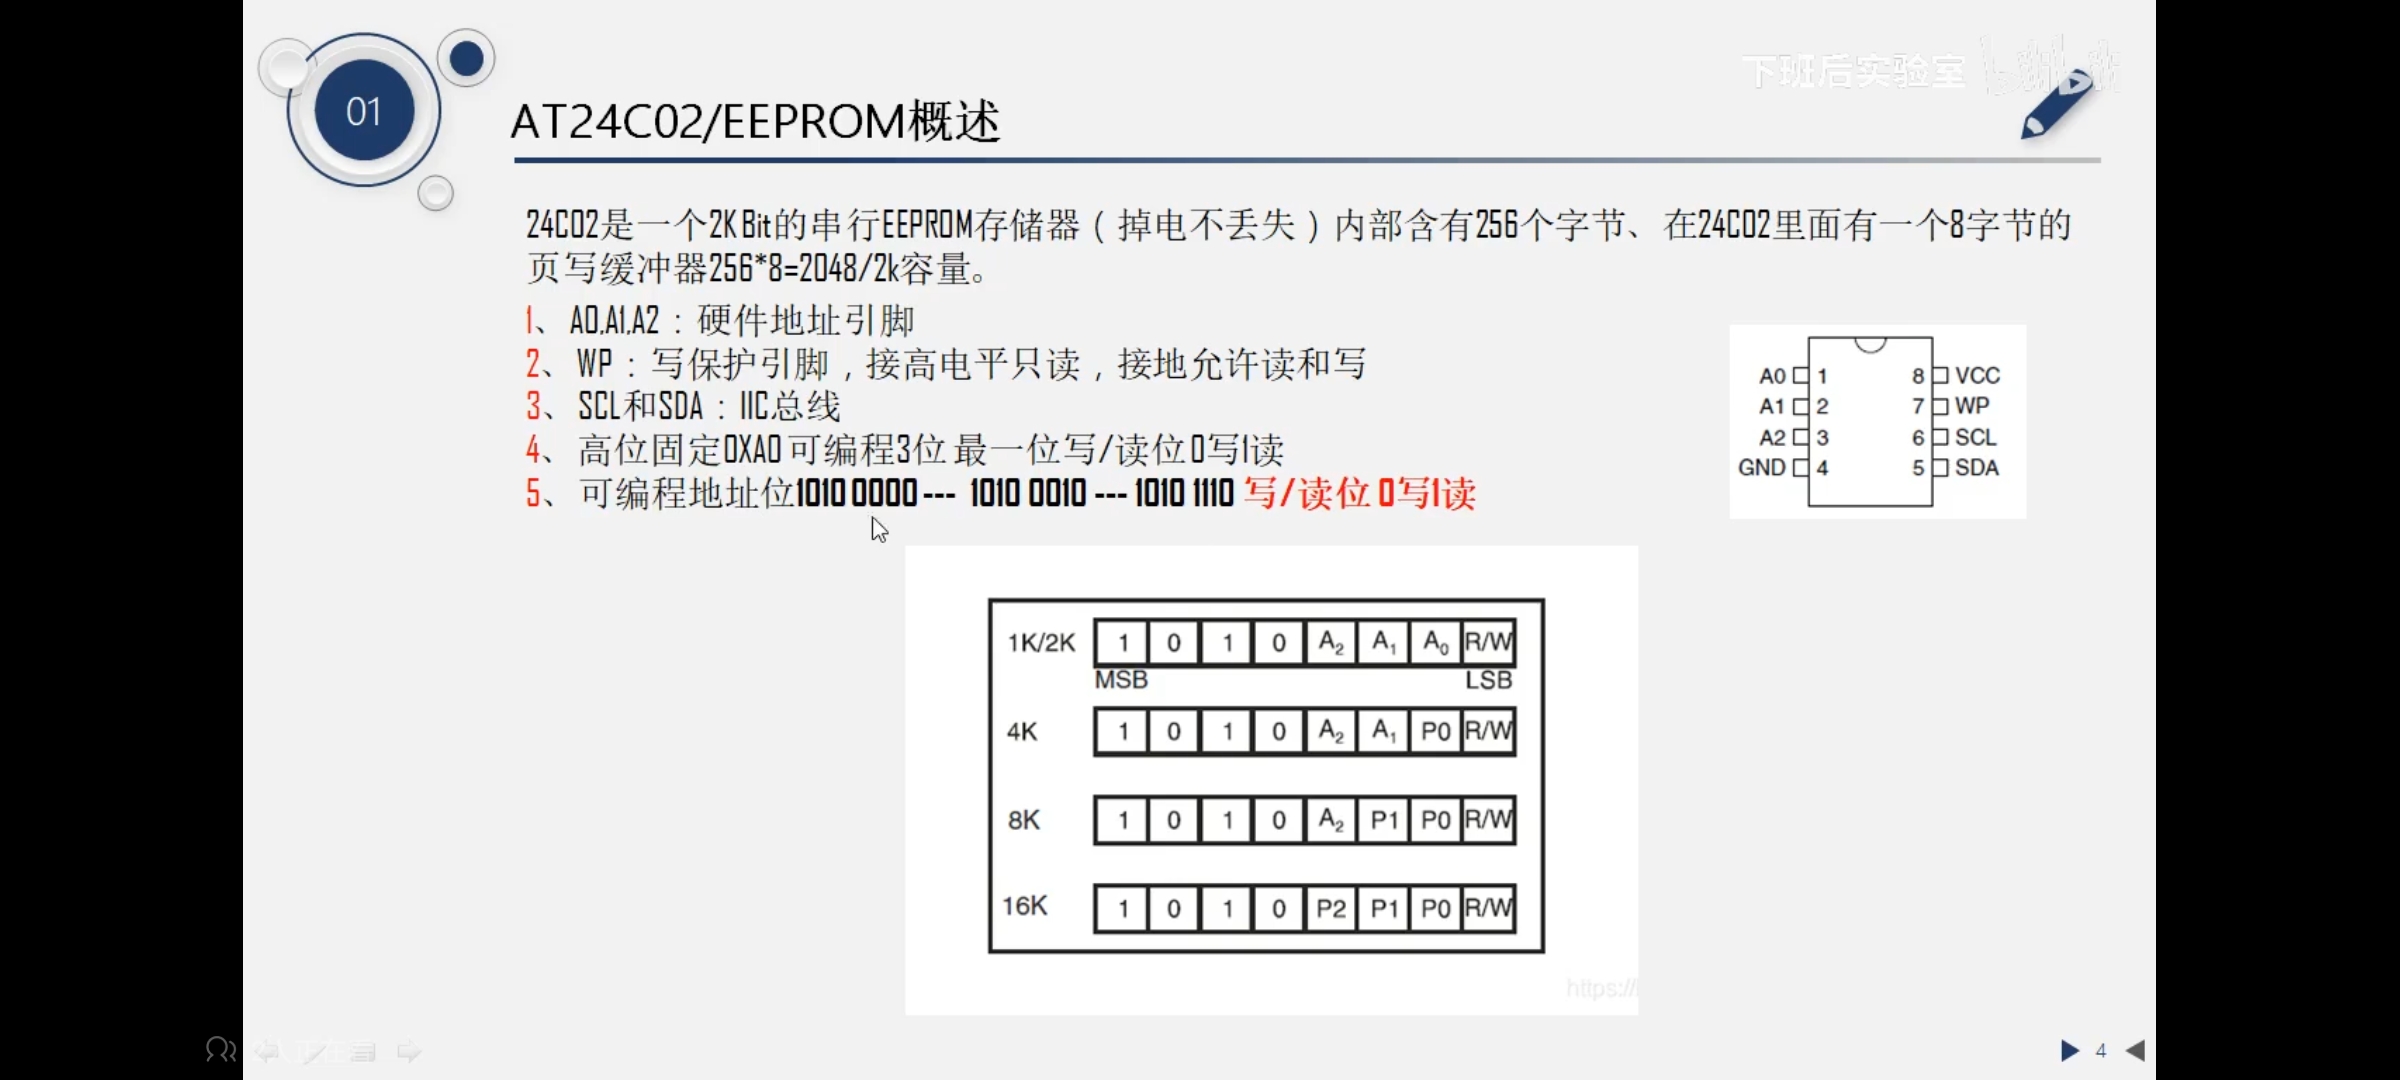 下班后实验室 bilibili
01
AT24C02/EEPROM概述
24C02是一个2K Bit的串行EEPROM存储器（掉电不丢失）内部含有256个字节、在24C02里面有一个8字节的
页写缓冲器256*8=2048/2k容量。
1、A0,A1,A2：硬件地址引脚
2、WP：写保护引脚，接高电平只读，接地允许读和写
3、SCL和SDA：IIC总线
4、高位固定0XA0 可编程3位 最一位写/读位 0写1读
5、可编程地址位1010 0000 --- 1010 0010 --- 1010 1110 写/读位 0写1读
A0 1 8 VCC
A1 2 7 WP
A2 3 6 SCL
GND 4 5 SDA
1K/2K 1 0 1 0 A2 A1 A0 R/W
MSB LSB
4K 1 0 1 0 A2 A1 P0 R/W
8K 1 0 1 0 A2 P1 P0 R/W
16K 1 0 1 0 P2 P1 P0 R/W
https://
4